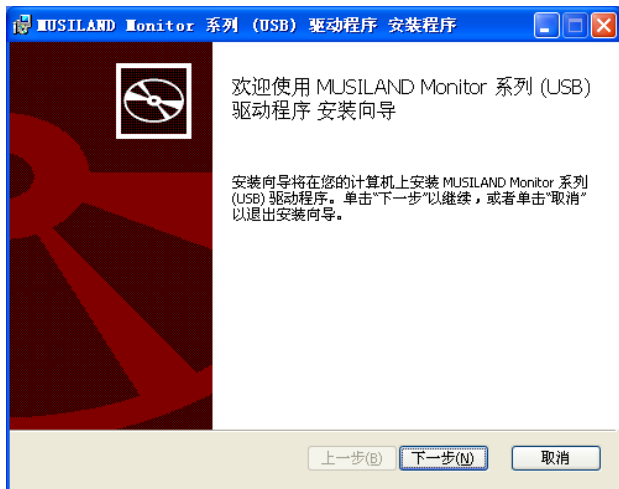 MUSILAND Monitor 系列 (USB) 驱动程序 安装程序
欢迎使用 MUSILAND Monitor 系列 (USB)
驱动程序 安装向导
安装向导将在您的计算机上安装 MUSILAND Monitor 系列
(USB) 驱动程序。单击“下一步”以继续，或者单击“取消”
以退出安装向导。
上一步(B) 下一步(N) 取消